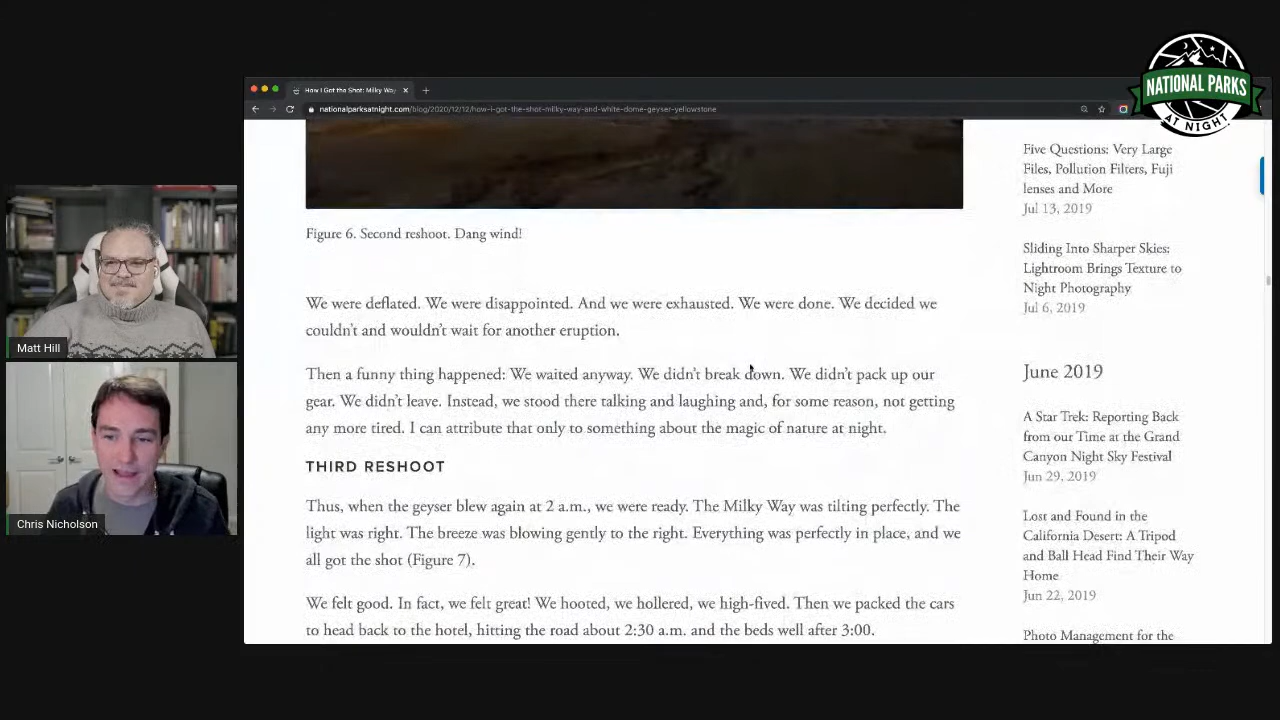 NATIONAL PARKS
AT NIGHT
How I Got the Shot: Milky Way
nationalparksatnight.com/blog/2020/12/12/how-i-got-the-shot-milky-way-and-white-dome-geyser-yellowstone
Matt Hill
Chris Nicholson
Figure 6. Second reshoot. Dang wind!
We were deflated. We were disappointed. And we were exhausted. We were done. We decided we
couldn't and wouldn't wait for another eruption.
Then a funny thing happened: We waited anyway. We didn't break down. We didn't pack up our
gear. We didn't leave. Instead, we stood there talking and laughing and, for some reason, not getting
any more tired. I can attribute that only to something about the magic of nature at night.
THIRD RESHOOT
Thus, when the geyser blew again at 2 a.m., we were ready. The Milky Way was tilting perfectly. The
light was right. The breeze was blowing gently to the right. Everything was perfectly in place, and we
all got the shot (Figure 7).
We felt good. In fact, we felt great! We hooted, we hollered, we high-fived. Then we packed the cars
to head back to the hotel, hitting the road about 2:30 a.m. and the beds well after 3:00.
Five Questions: Very Large
Files, Pollution Filters, Fuji
lenses and More
Jul 13, 2019
Sliding Into Sharper Skies:
Lightroom Brings Texture to
Night Photography
Jul 6, 2019
June 2019
A Star Trek: Reporting Back
from our Time at the Grand
Canyon Night Sky Festival
Jun 29, 2019
Lost and Found in the
California Desert: A Tripod
and Ball Head Find Their Way
Home
Jun 22, 2019
Photo Management for the